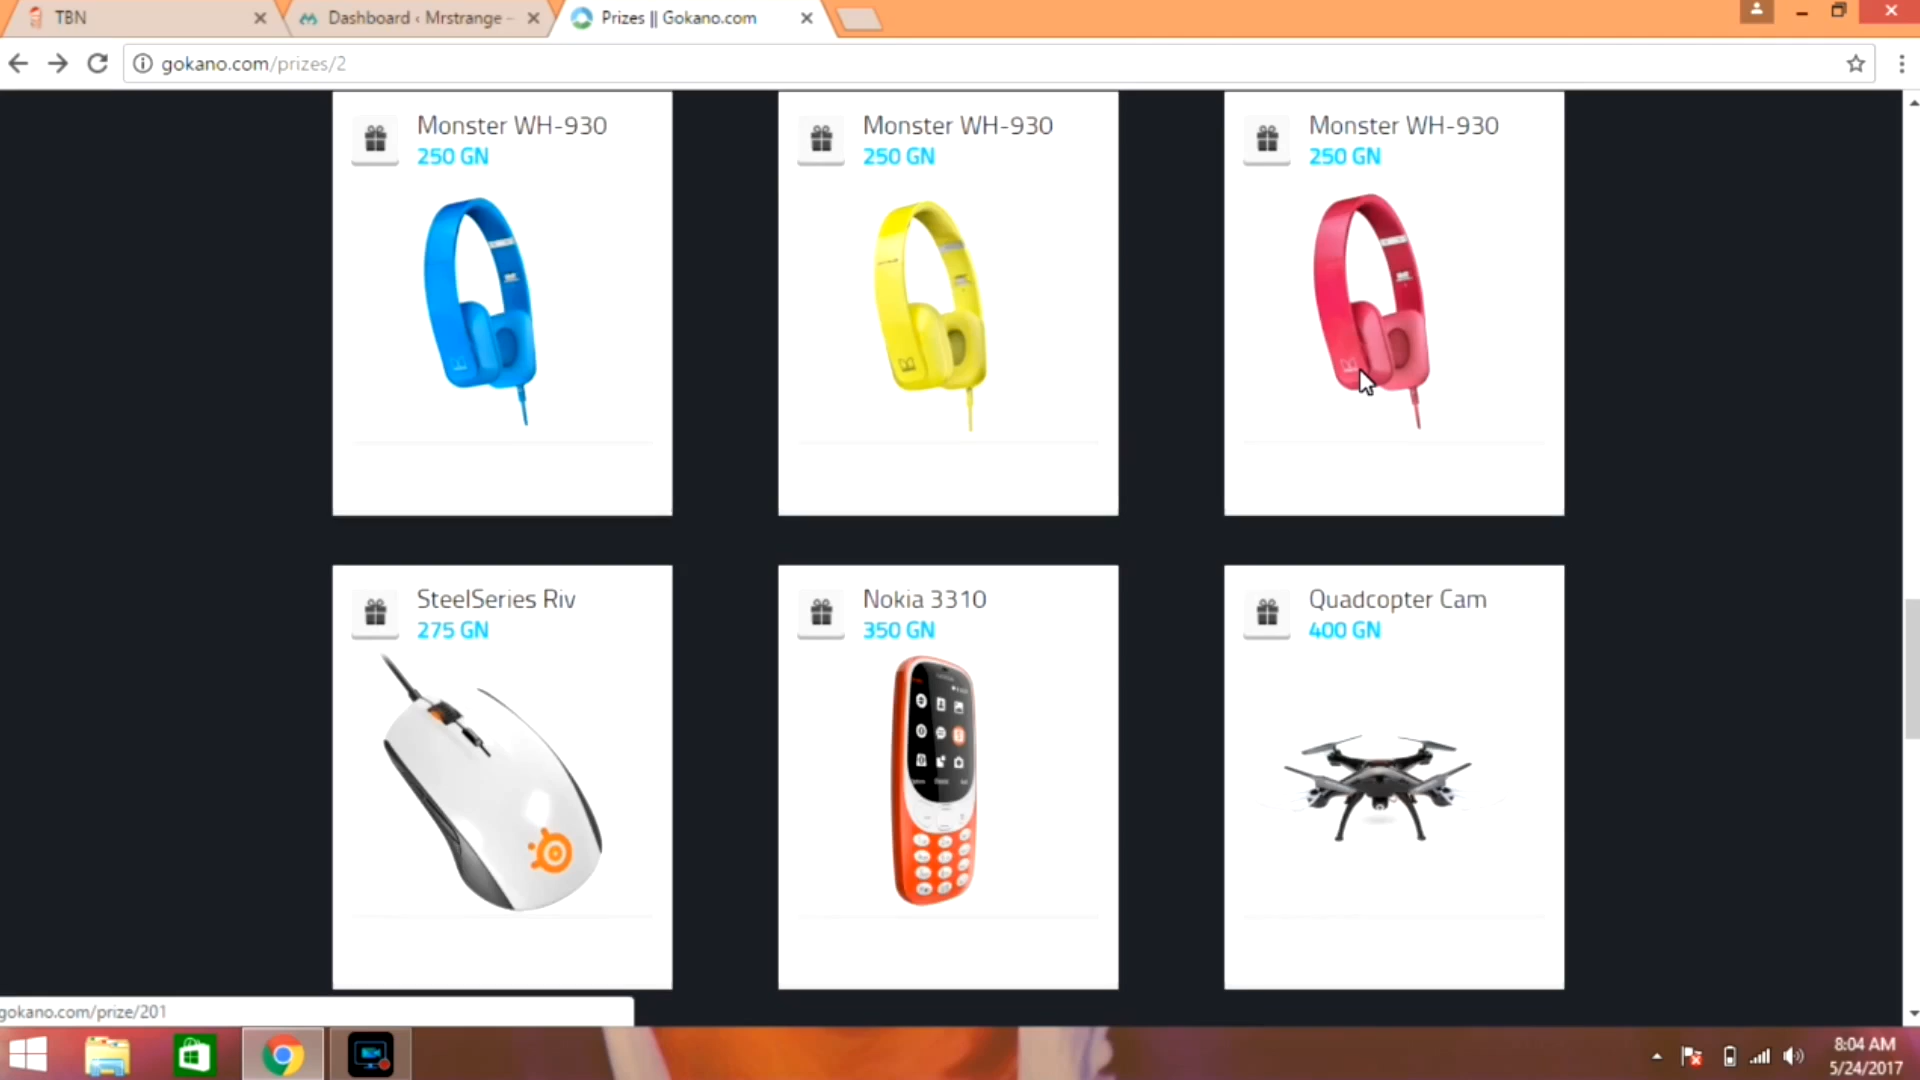 TBN
Dashboard ‹ Mrstrange -
Prizes || Gokano.com
gokano.com/prizes/2
Monster WH-930
250 GN
Monster WH-930
250 GN
Monster WH-930
250 GN
SteelSeries Riv
275 GN
Nokia 3310
350 GN
Quadcopter Cam
400 GN
gokano.com/prize/201
8:04 AM
5/24/2017